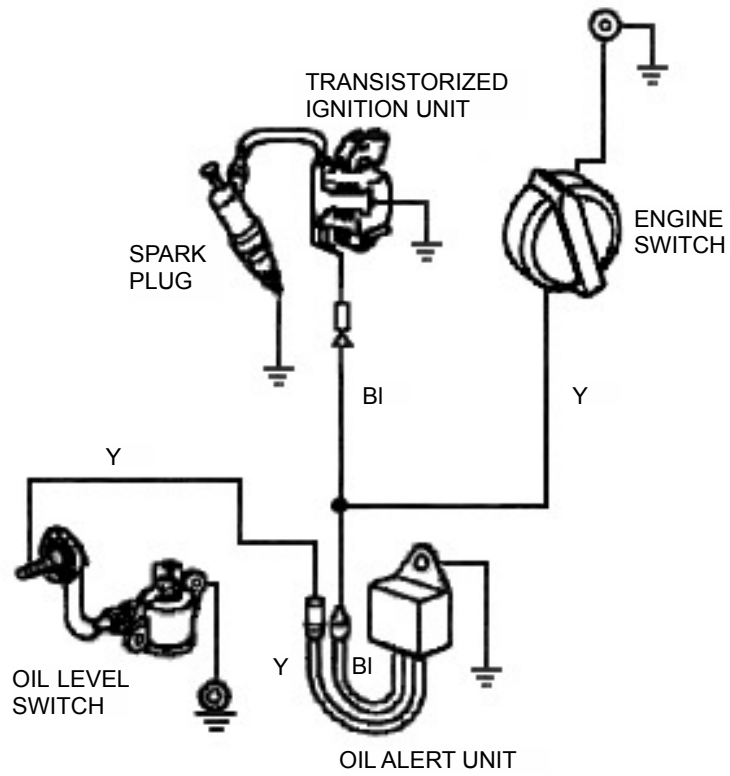 TRANSISTORIZED
IGNITION UNIT
ENGINE
SWITCH
SPARK
PLUG
Bl
Y
Y
Y
Bl
OIL LEVEL
SWITCH
OIL ALERT UNIT